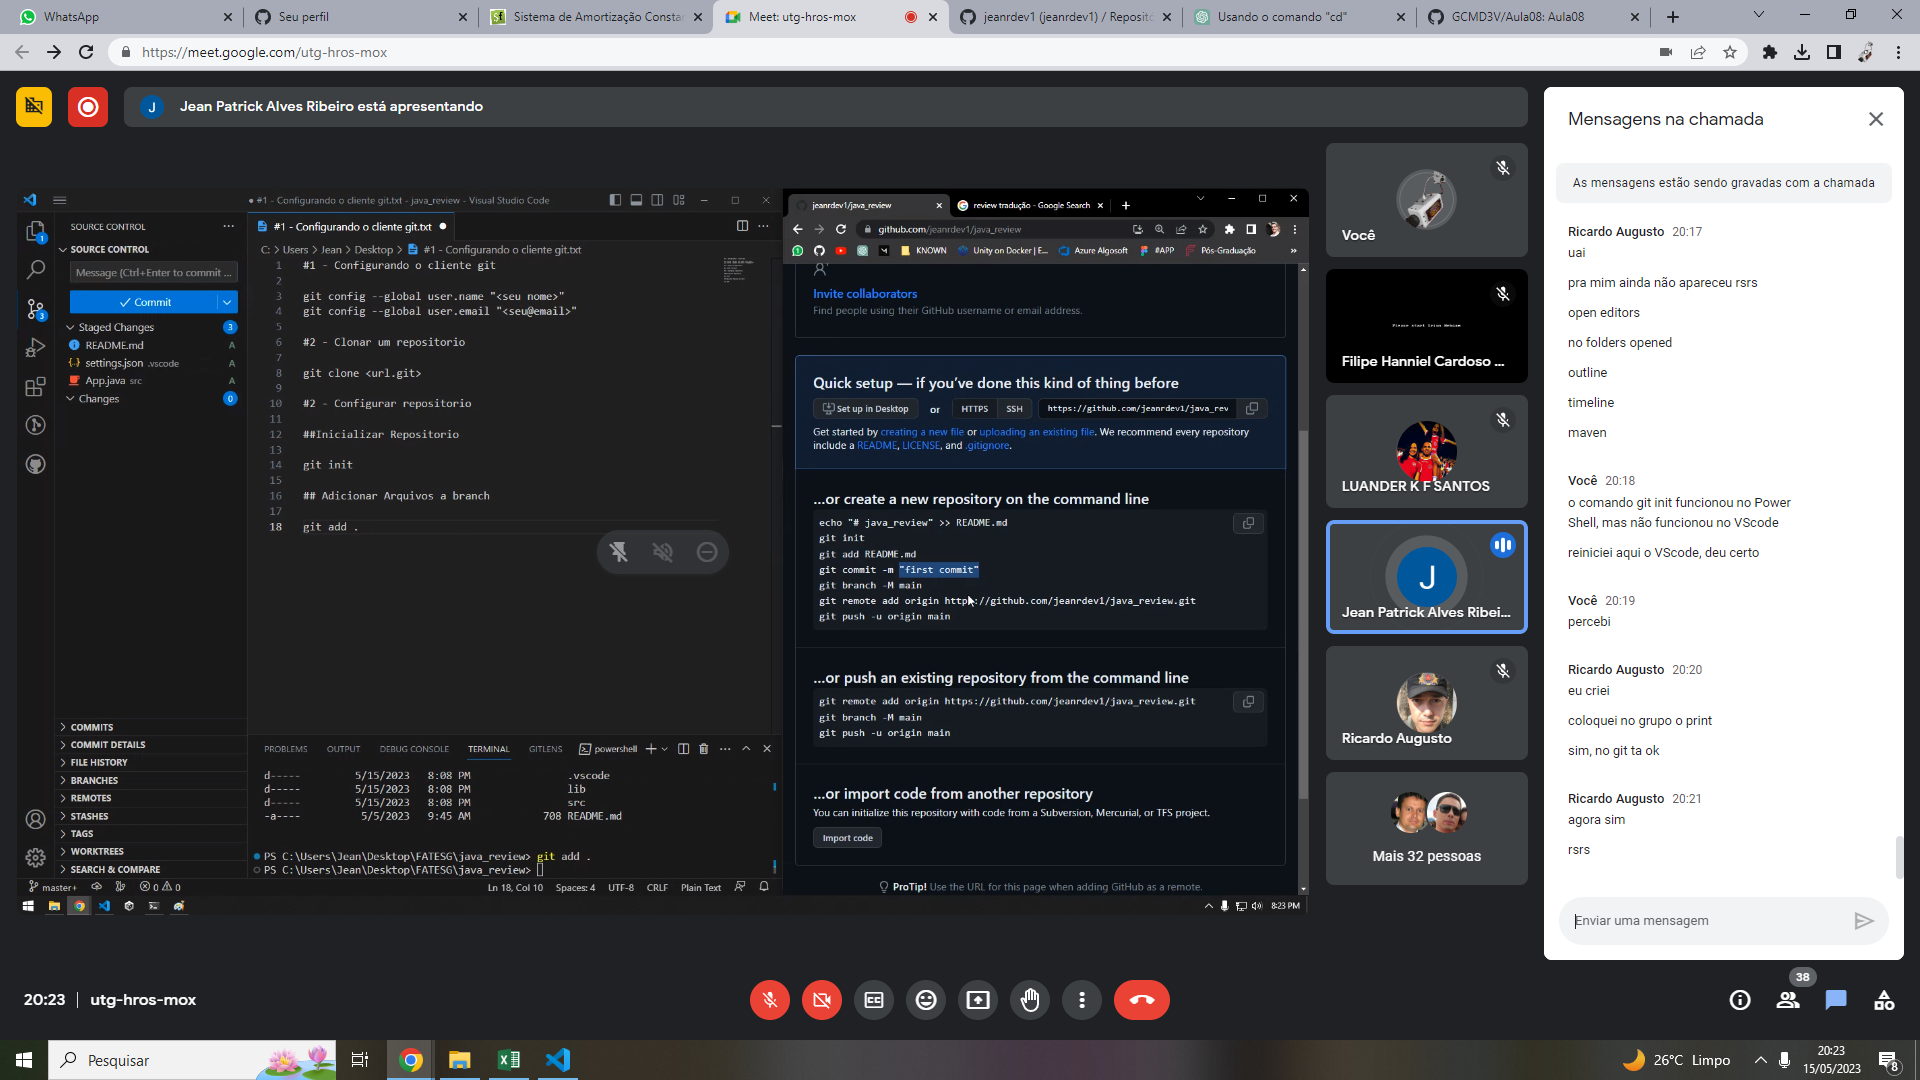 WhatsApp
Seu perfil
Sistema de Amortização Consta
Meet: utg-hros-mox
jeanrdev1 (jeanrdev1) / Reposit
Usando o comando "cd"
GCMD3V/Aula08: Aula08
https://meet.google.com/utg-hros-mox
J
Jean Patrick Alves Ribeiro está apresentando
#1 - Configurando o cliente git.txt - java_review - Visual Studio Code
SOURCE CONTROL
SOURCE CONTROL
Message (Ctrl+Enter to commit ...
Commit
Staged Changes
3
README.md
A
settings.json .vscode
A
App.java src
A
Changes
0
1
3
COMMITS
COMMIT DETAILS
FILE HISTORY
BRANCHES
REMOTES
STASHES
TAGS
WORKTREES
SEARCH & COMPARE
#1 - Configurando o cliente git.txt
C: > Users > Jean > Desktop > #1 - Configurando o cliente git.txt
1 #1 - Configurando o cliente git
2
3 git config --global user.name "<seu nome>"
4 git config --global user.email "<seu@email>"
5
6 #2 - Clonar um repositorio
7
8 git clone <url.git>
9
10 #2 - Configurar repositorio
11
12 ##Inicializar Repositorio
13
14 git init
15
16 ## Adicionar Arquivos a branch
17
18 git add .
PROBLEMS OUTPUT DEBUG CONSOLE TERMINAL GITLENS powershell
d----- 5/15/2023 8:08 PM .vscode
d----- 5/15/2023 8:08 PM lib
d----- 5/15/2023 8:08 PM src
-a---- 5/5/2023 9:45 AM 708 README.md
PS C:\Users\Jean\Desktop\FATESG\java_review> git add .
PS C:\Users\Jean\Desktop\FATESG\java_review>
master+ 0 0 Ln 18, Col 10 Spaces: 4 UTF-8 CRLF Plain Text
jeanrdev1/java_review
review tradução - Google Search
github.com/jeanrdev1/java_review
KNOWN
Unity on Docker | E...
Azure Algosoft
#APP
Pós-Graduação
Invite collaborators
Find people using their GitHub username or email address.
Quick setup — if you've done this kind of thing before
Set up in Desktop or HTTPS SSH https://github.com/jeanrdev1/java_rev
Get started by creating a new file or uploading an existing file. We recommend every repository
include a README, LICENSE, and .gitignore.
...or create a new repository on the command line
echo "# java_review" >> README.md
git init
git add README.md
git commit -m "first commit"
git branch -M main
git remote add origin https://github.com/jeanrdev1/java_review.git
git push -u origin main
...or push an existing repository from the command line
git remote add origin https://github.com/jeanrdev1/java_review.git
git branch -M main
git push -u origin main
...or import code from another repository
You can initialize this repository with code from a Subversion, Mercurial, or TFS project.
Import code
ProTip! Use the URL for this page when adding GitHub as a remote.
8:23 PM
Você
Please start Iriun Webcam
Filipe Hanniel Cardoso ...
LUANDER K F SANTOS
J
Jean Patrick Alves Ribei...
Ricardo Augusto
Mais 32 pessoas
Mensagens na chamada
As mensagens estão sendo gravadas com a chamada
Ricardo Augusto 20:17
uai
pra mim ainda não apareceu rsrs
open editors
no folders opened
outline
timeline
maven
Você 20:18
o comando git init funcionou no Power
Shell, mas não funcionou no VScode
reiniciei aqui o VScode, deu certo
Você 20:19
percebi
Ricardo Augusto 20:20
eu criei
coloquei no grupo o print
sim, no git ta ok
Ricardo Augusto 20:21
agora sim
rsrs
Enviar uma mensagem
20:23 | utg-hros-mox
38
Pesquisar
26°C Limpo
20:23
15/05/2023
8